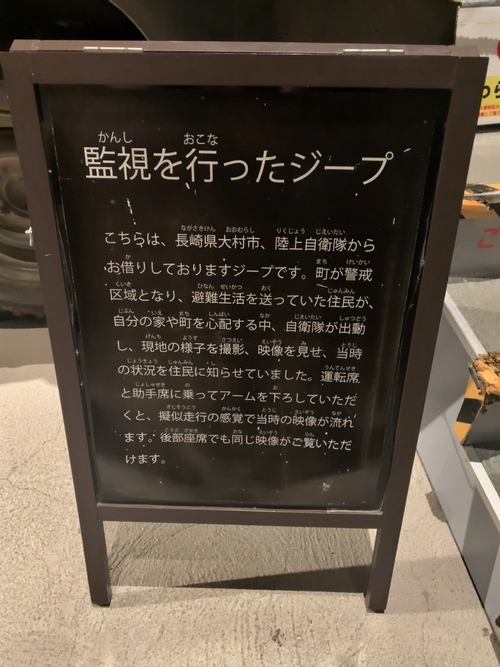 監視を行ったジープ
こちらは、長崎県大村市、陸上自衛隊から
お借りしておりますジープです。町が警戒
区域となり、避難生活を送っていた住民が、
自分の家や町を心配する中、自衛隊が出動
し、現地の様子を撮影、映像を見せ、当時
の状況を住民に知らせていました。運転席
と助手席に乗ってアームを下ろしていただ
くと、擬似走行の感覚で当時の映像が流れ
ます。後部座席でも同じ映像がご覧いただ
けます。